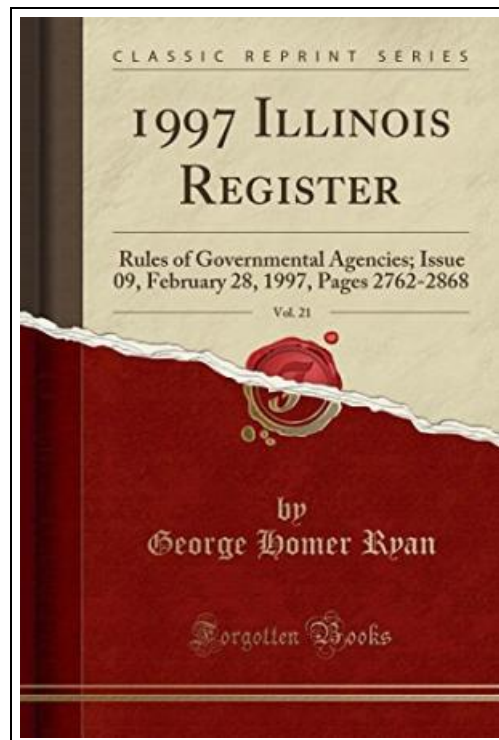 CLASSIC REPRINT SERIES
1997 ILLINOIS
REGISTER
Rules of Governmental Agencies; Issue
09, February 28, 1997, Pages 2762-2868
Vol. 21
F
by
George Homer Ryan
Forgotten Books